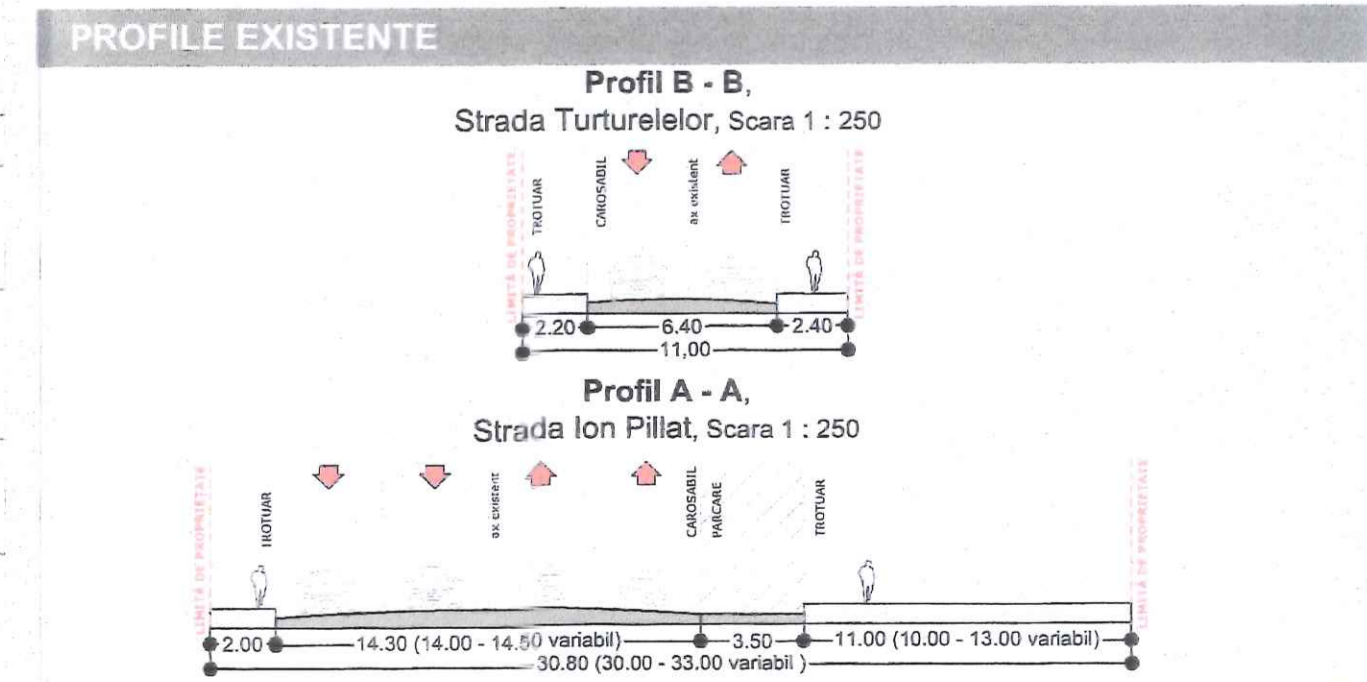 PROFILE EXISTENTE
Profil B - B,
Strada Turturelelor, Scara 1 : 250
LIMITĂ DE PROPRIETATE
TROTUAR
CAROSABIL
ax existent
TROTUAR
LIMITĂ DE PROPRIETATE
2.20 6.40 2.40
11,00
Profil A - A,
Strada Ion Pillat, Scara 1 : 250
LIMITĂ DE PROPRIETATE
TROTUAR
ax existent
CAROSABIL
PARCARE
TROTUAR
LIMITĂ DE PROPRIETATE
2.00 14.30 (14.00 - 14.50 variabil) 3.50 11.00 (10.00 - 13.00 variabil)
30.80 (30.00 - 33.00 variabil )